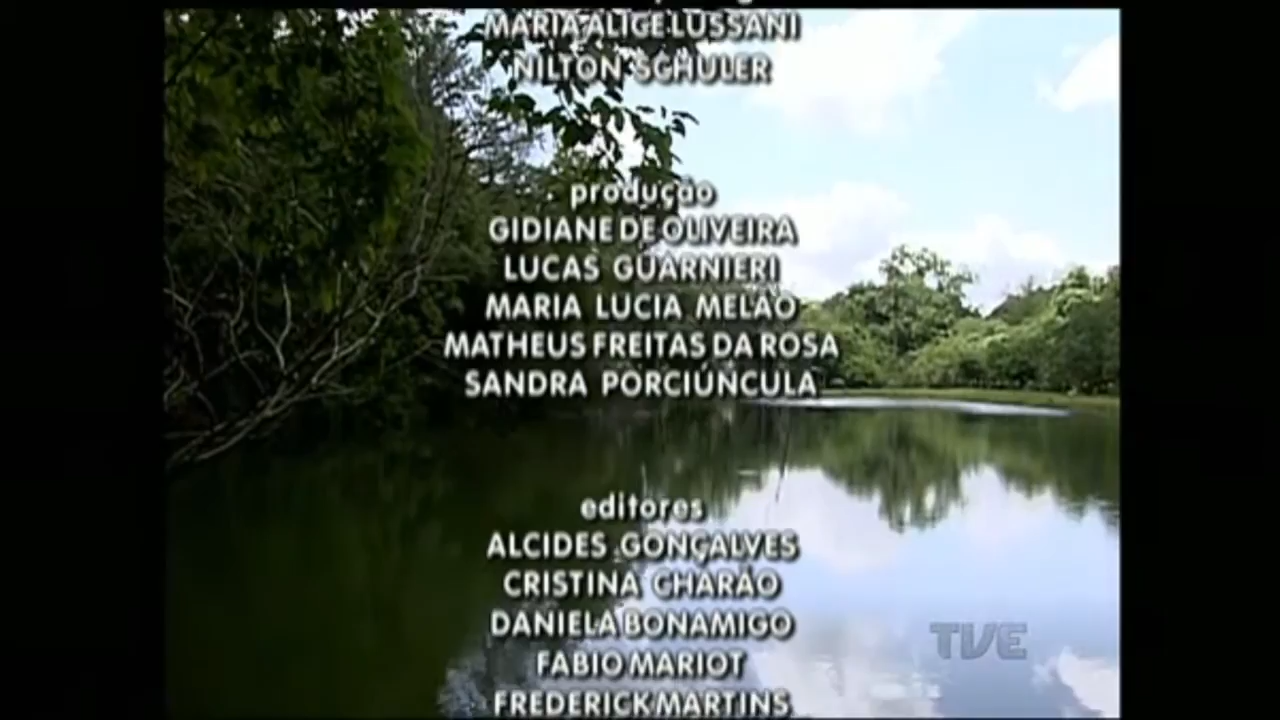 MARIA ALICE LUSSANI
NILTON SCHULER
produção
GIDIANE DE OLIVEIRA
LUCAS GUARNIERI
MARIA LUCIA MELÃO
MATHEUS FREITAS DA ROSA
SANDRA PORCIÚNCULA
editores
ALCIDES GONÇALVES
CRISTINA CHARÃO
DANIELA BONAMIGO
FABIO MARIOT
FREDERICK MARTINS
TVE